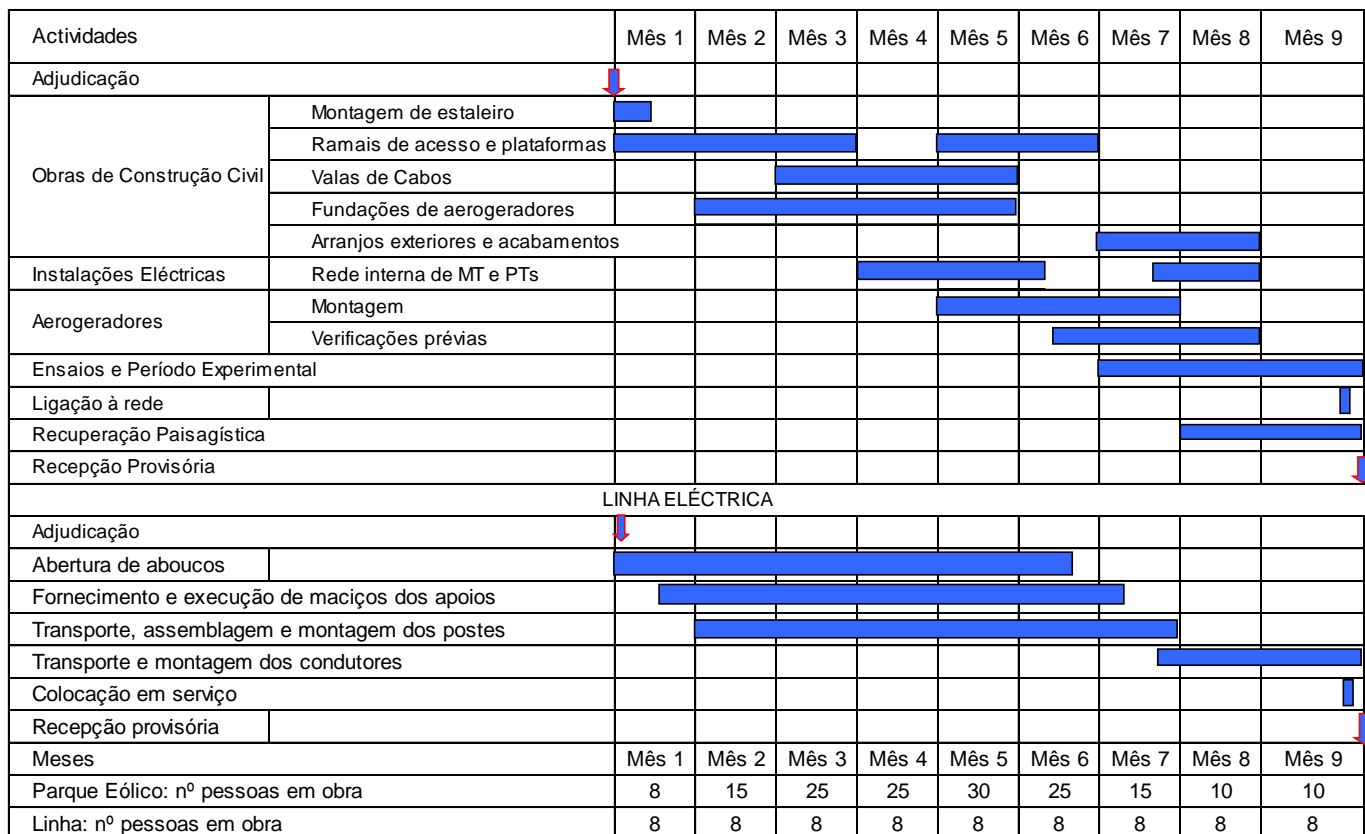 Actividades Mês 1 Mês 2 Mês 3 Mês 4 Mês 5 Mês 6 Mês 7 Mês 8 Mês 9
Adjudicação
Montagem de estaleiro
Ramais de acesso e plataformas
Obras de Construção Civil Valas de Cabos
Fundações de aerogeradores
Arranjos exteriores e acabamentos
Instalações Eléctricas Rede interna de MT e PTs
Aerogeradores Montagem
Verificações prévias
Ensaios e Período Experimental
Ligação à rede
Recuperação Paisagística
Recepção Provisória
LINHA ELÉCTRICA
Adjudicação
Abertura de aboucos
Fornecimento e execução de maciços dos apoios
Transporte, assemblagem e montagem dos postes
Transporte e montagem dos condutores
Colocação em serviço
Recepção provisória
Meses Mês 1 Mês 2 Mês 3 Mês 4 Mês 5 Mês 6 Mês 7 Mês 8 Mês 9
Parque Eólico: nº pessoas em obra 8 15 25 25 30 25 15 10 10
Linha: nº pessoas em obra 8 8 8 8 8 8 8 8 8